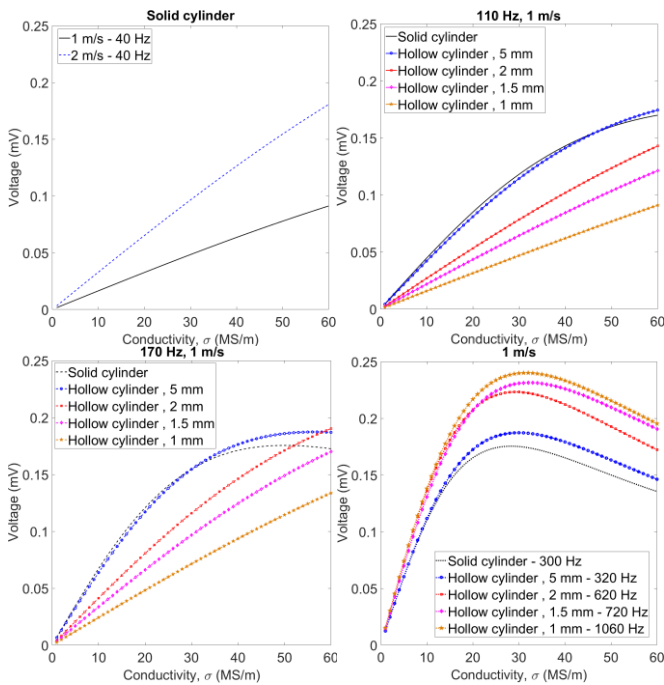 Solid cylinder
1 m/s - 40 Hz
2 m/s - 40 Hz
0.25
0.2
0.15
0.1
0.05
0
Voltage (mV)
0 10 20 30 40 50 60
Conductivity, σ (MS/m)
110 Hz, 1 m/s
Solid cylinder
Hollow cylinder , 5 mm
Hollow cylinder , 2 mm
Hollow cylinder , 1.5 mm
Hollow cylinder , 1 mm
0.25
0.2
0.15
0.1
0.05
0
Voltage (mV)
0 10 20 30 40 50 60
Conductivity, σ (MS/m)
170 Hz, 1 m/s
Solid cylinder
Hollow cylinder , 5 mm
Hollow cylinder , 2 mm
Hollow cylinder , 1.5 mm
Hollow cylinder , 1 mm
0.25
0.2
0.15
0.1
0.05
0
Voltage (mV)
0 10 20 30 40 50 60
Conductivity, σ (MS/m)
1 m/s
0.25
0.2
0.15
0.1
0.05
0
Voltage (mV)
Solid cylinder - 300 Hz
Hollow cylinder , 5 mm - 320 Hz
Hollow cylinder , 2 mm - 620 Hz
Hollow cylinder , 1.5 mm - 720 Hz
Hollow cylinder , 1 mm - 1060 Hz
0 10 20 30 40 50 60
Conductivity, σ (MS/m)